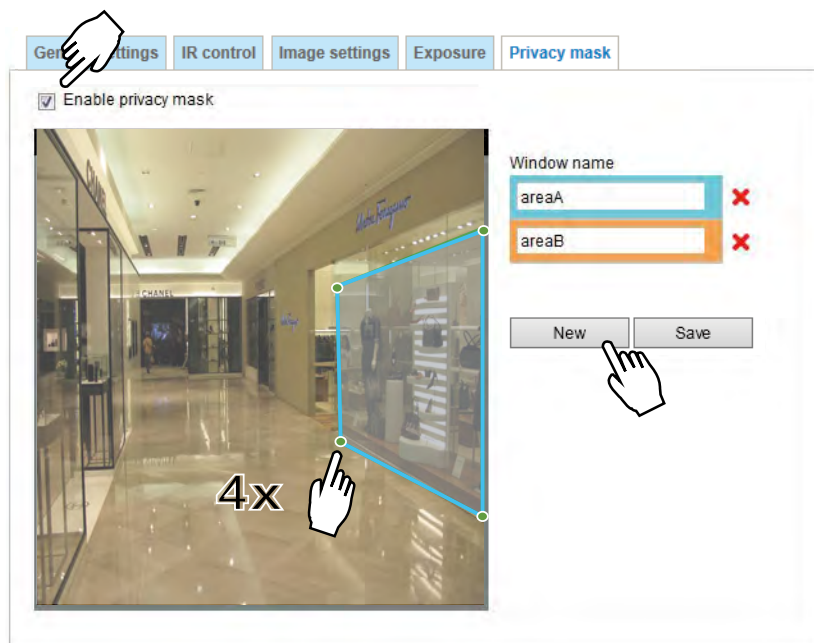 Gen ttings IR control Image settings Exposure Privacy mask
Enable privacy mask
Window name
areaA
areaB
New Save
CHANEL
CHANEL
4x